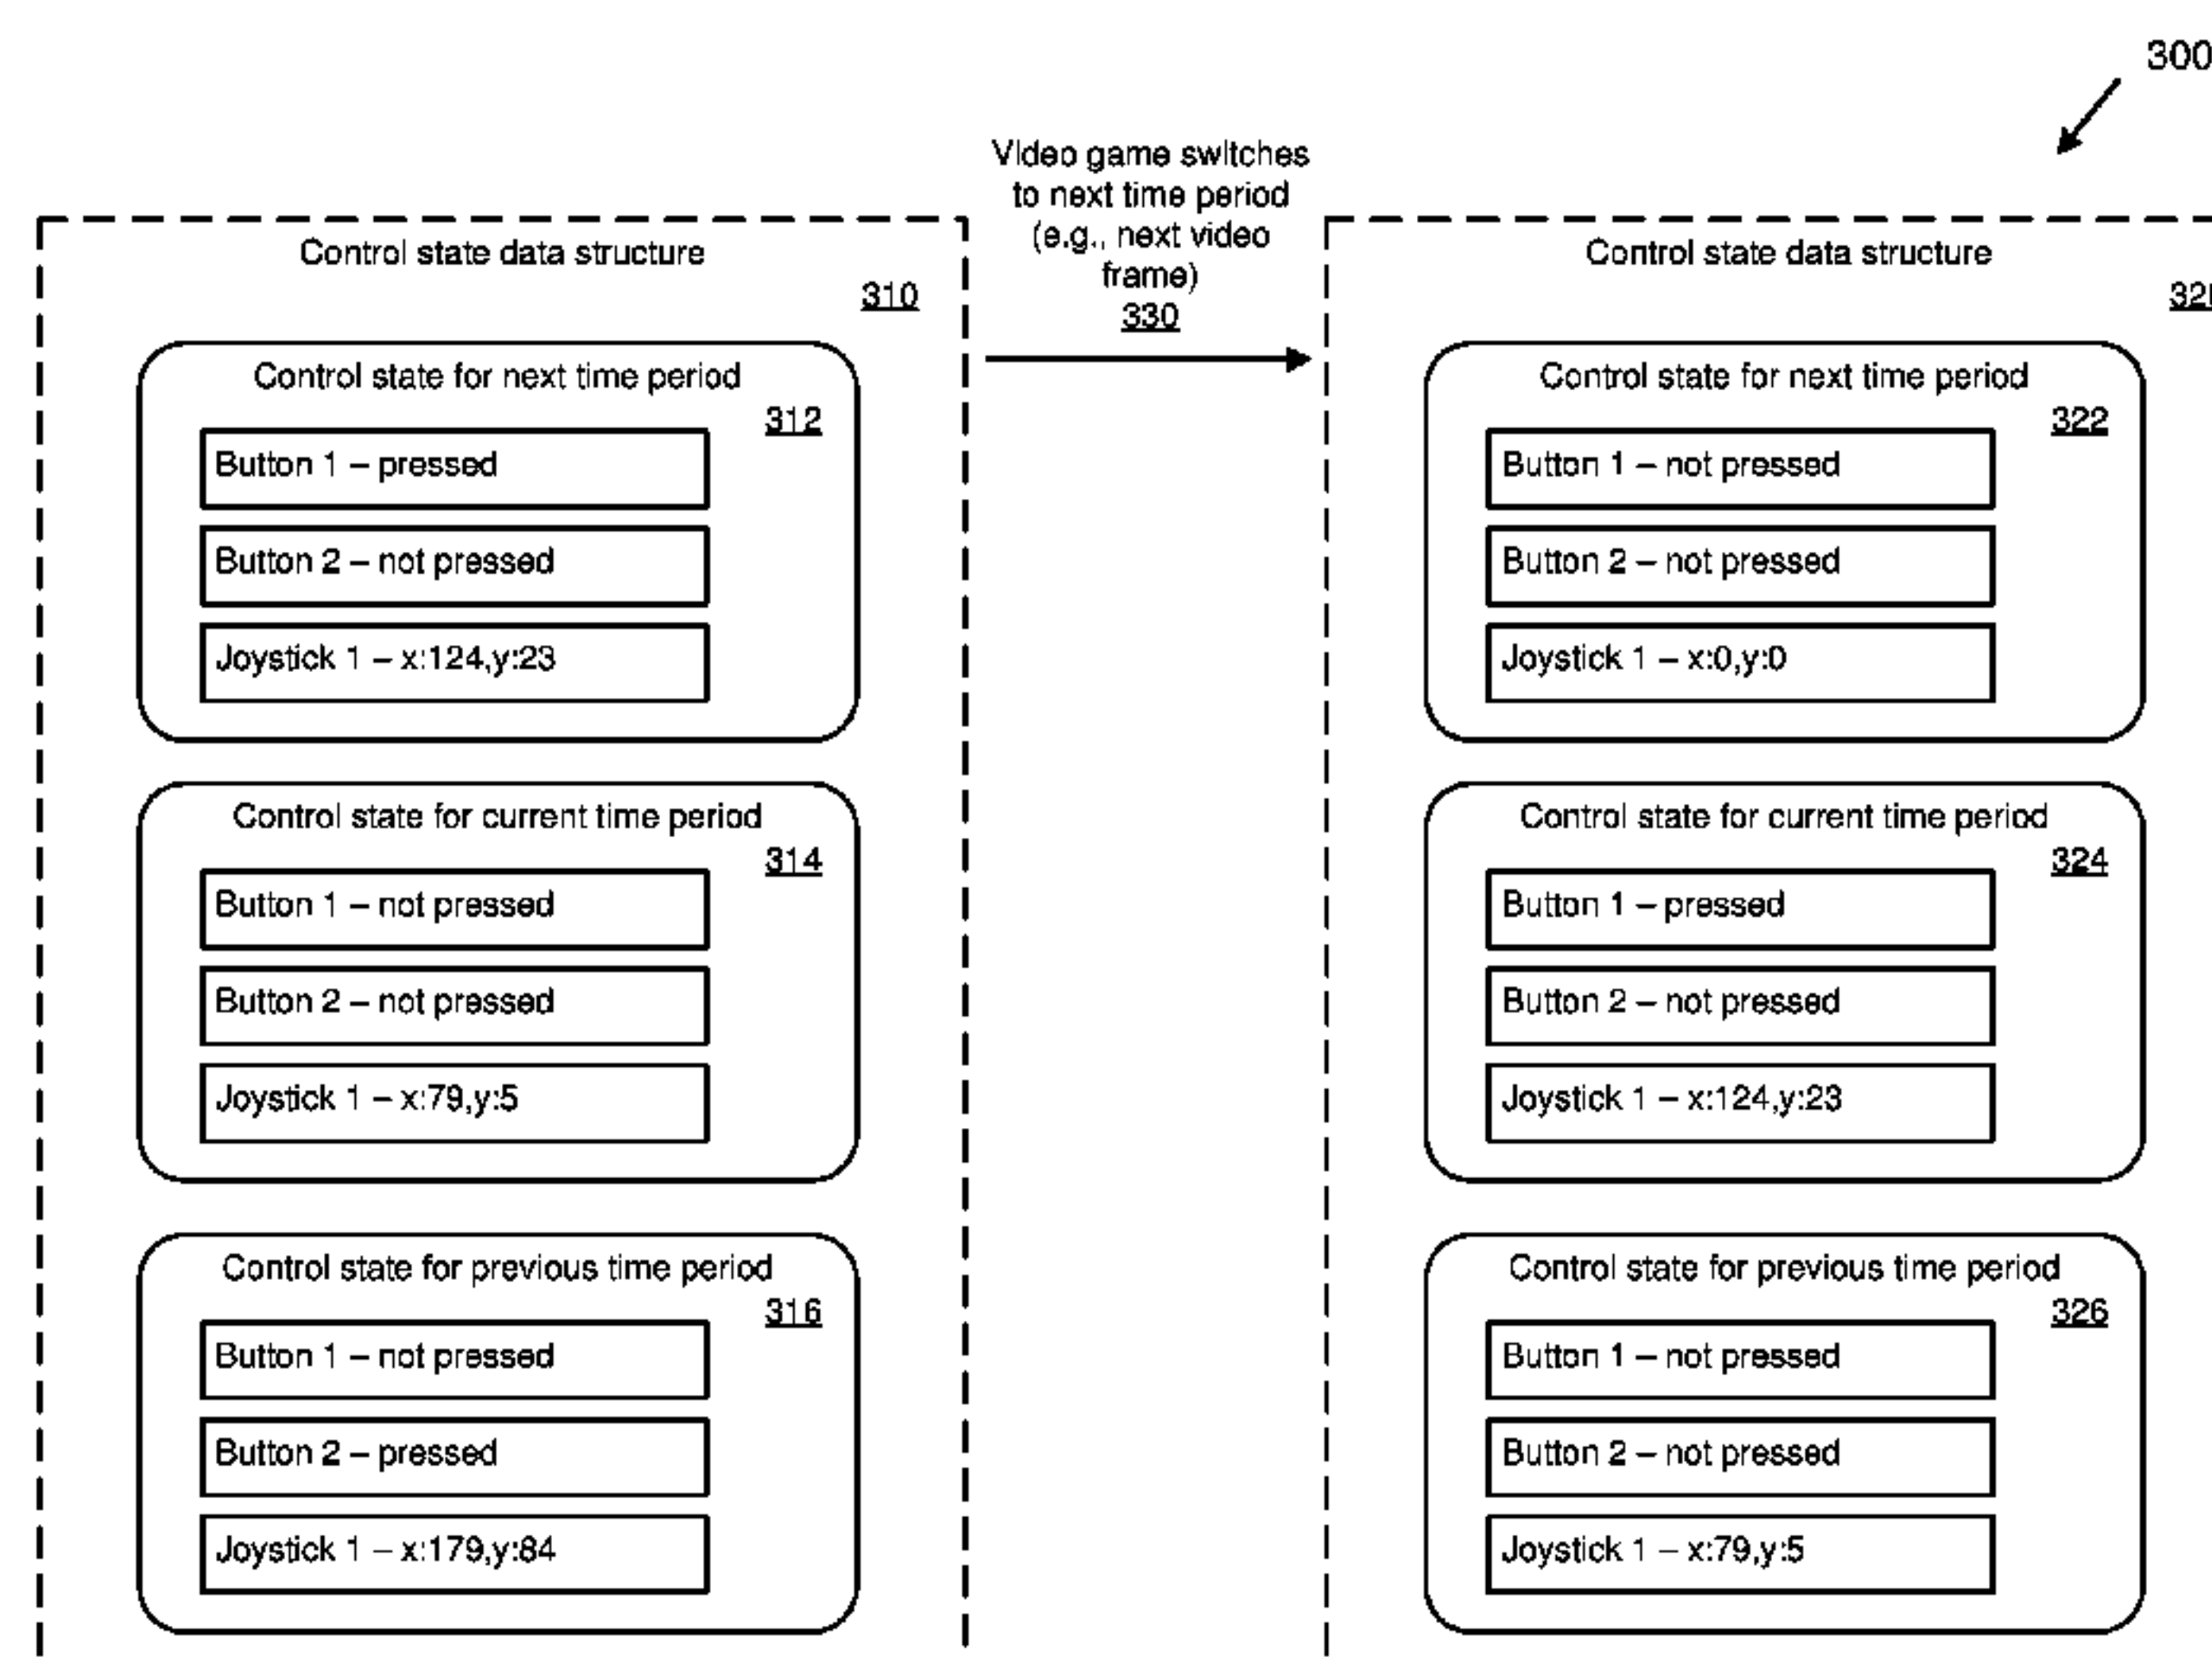 300
Video game switches
to next time period
(e.g., next video
frame)
330
Control state data structure
310
Control state for next time period
312
Button 1 – pressed
Button 2 – not pressed
Joystick 1 – x:124,y:23
Control state for current time period
314
Button 1 – not pressed
Button 2 – not pressed
Joystick 1 – x:79,y:5
Control state for previous time period
316
Button 1 – not pressed
Button 2 – pressed
Joystick 1 – x:179,y:84
Control state data structure
Control state for next time period
322
Button 1 – not pressed
Button 2 – not pressed
Joystick 1 – x:0,y:0
Control state for current time period
324
Button 1 – pressed
Button 2 – not pressed
Joystick 1 – x:124,y:23
Control state for previous time period
326
Button 1 – not pressed
Button 2 – not pressed
Joystick 1 – x:79,y:5